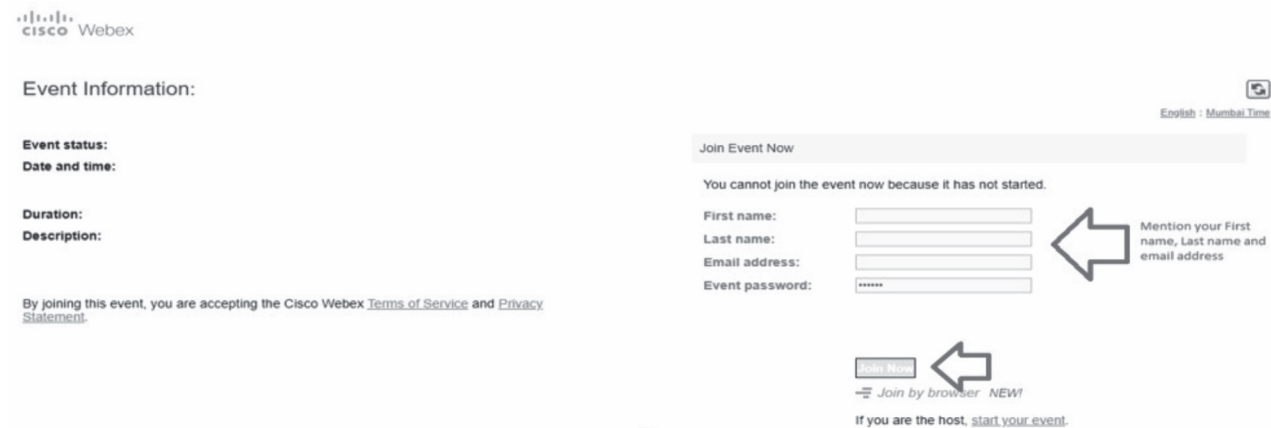 cisco Webex
Event Information:
English : Mumbai Time
Event status:
Date and time:
Duration:
Description:
By joining this event, you are accepting the Cisco Webex Terms of Service and Privacy
Statement.
Join Event Now
You cannot join the event now because it has not started.
First name:
Last name:
Email address:
Event password:
••••••
Mention your First
name, Last name and
email address
Join Now
Join by browser NEW!
If you are the host, start your event.